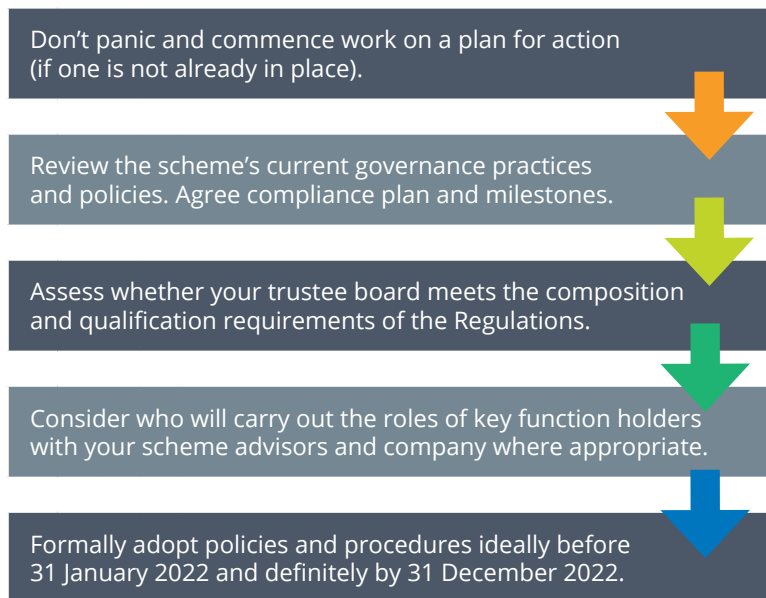 Don’t panic and commence work on a plan for action
(if one is not already in place).
Review the scheme’s current governance practices
and policies. Agree compliance plan and milestones.
Assess whether your trustee board meets the composition
and qualification requirements of the Regulations.
Consider who will carry out the roles of key function holders
with your scheme advisors and company where appropriate.
Formally adopt policies and procedures ideally before
31 January 2022 and definitely by 31 December 2022.